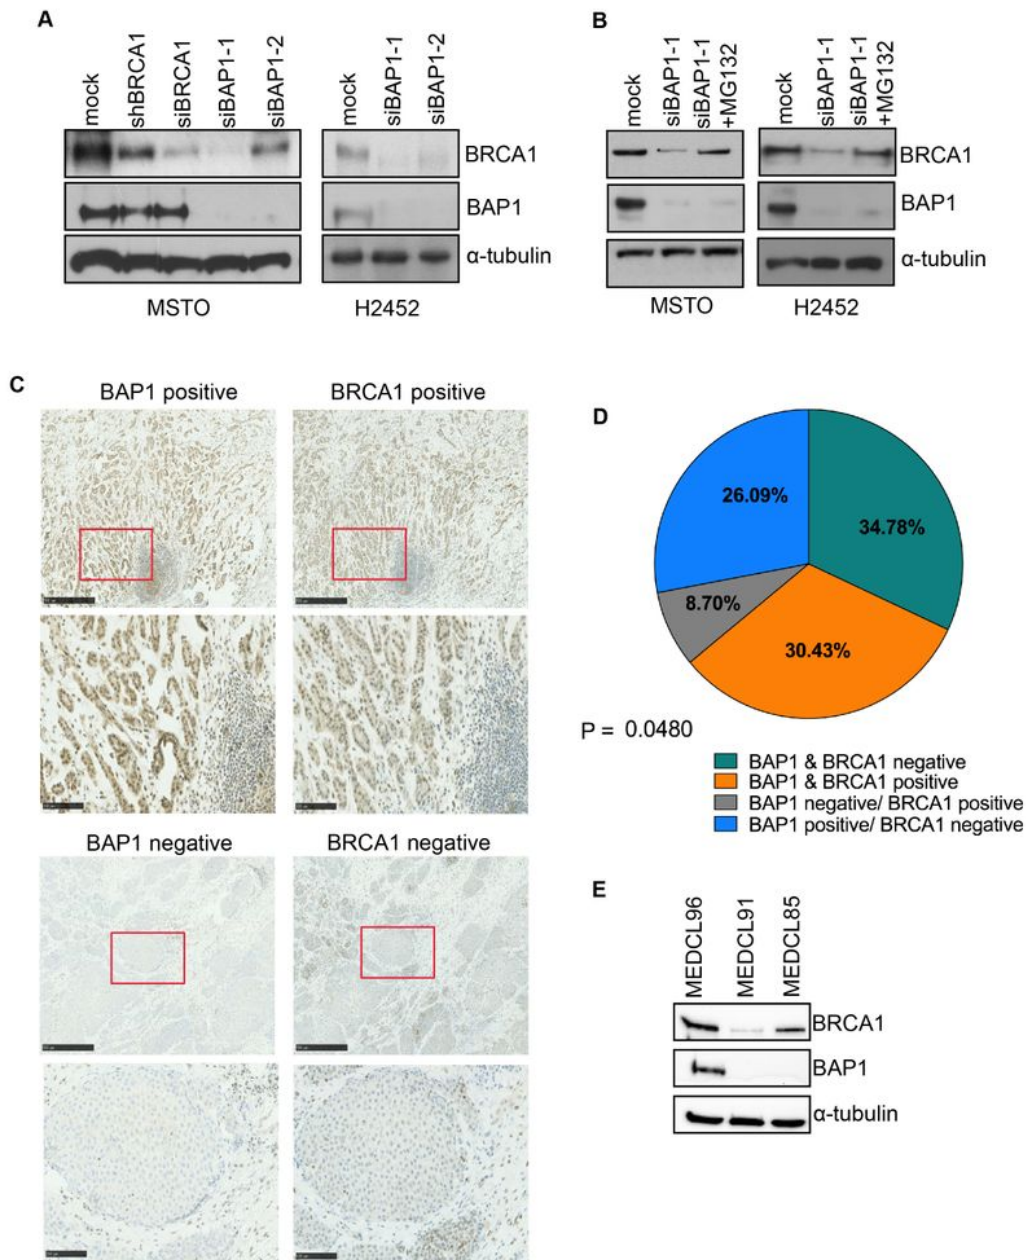 A
mock
shBRCA1
siBRCA1
siBAP1-1
siBAP1-2
mock
siBAP1-1
siBAP1-2
BRCA1
BAP1
α-tubulin
MSTO
H2452
B
mock
siBAP1-1
siBAP1-1
+MG132
mock
siBAP1-1
siBAP1-1
+MG132
BRCA1
BAP1
α-tubulin
MSTO
H2452
C
BAP1 positive
BRCA1 positive
BAP1 negative
BRCA1 negative
D
26.09%
34.78%
8.70%
30.43%
P = 0.0480
BAP1 & BRCA1 negative
BAP1 & BRCA1 positive
BAP1 negative/ BRCA1 positive
BAP1 positive/ BRCA1 negative
E
MEDCL96
MEDCL91
MEDCL85
BRCA1
BAP1
α-tubulin